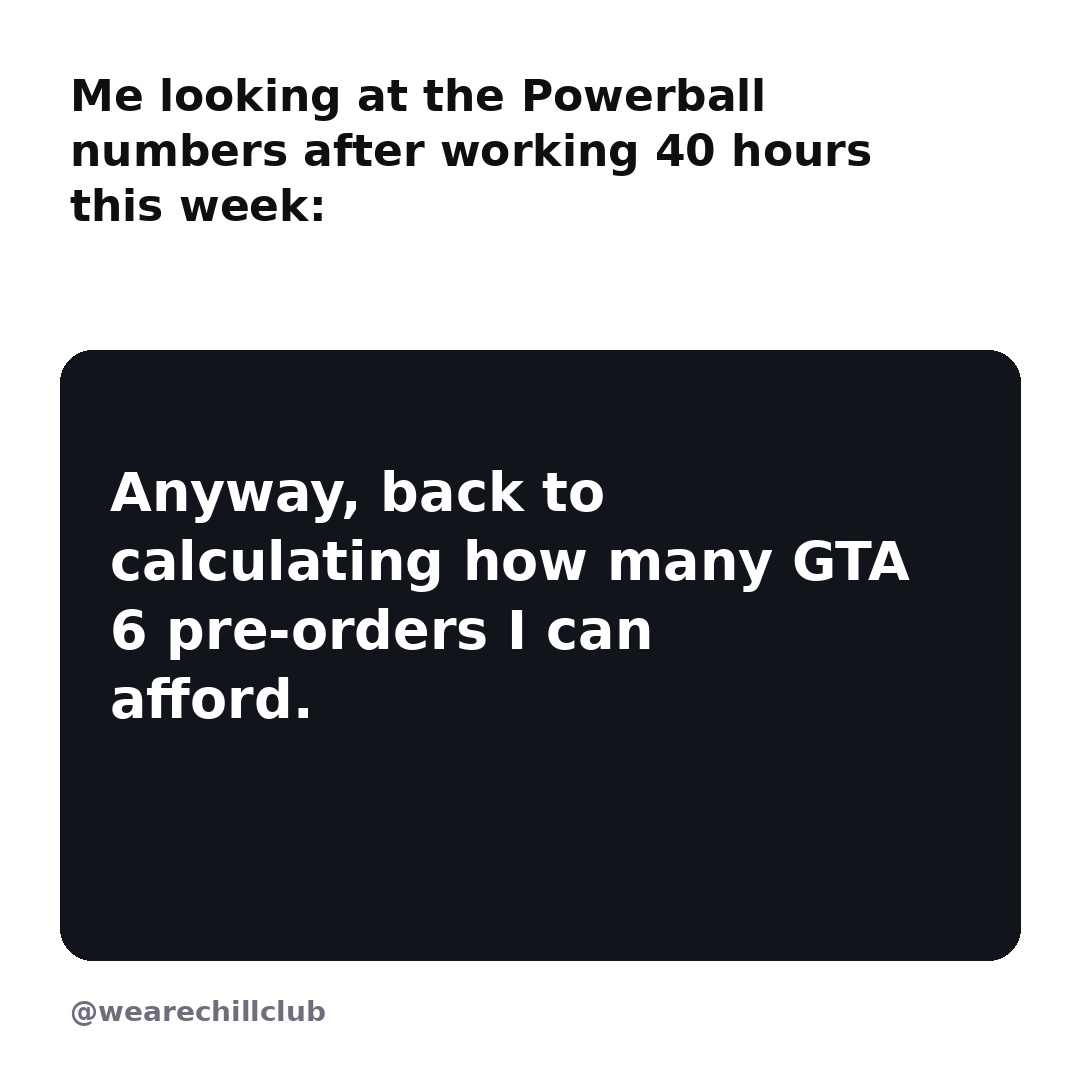 Me looking at the Powerball
numbers after working 40 hours
this week:
Anyway, back to
calculating how many GTA
6 pre-orders I can
afford.
@wearechillclub